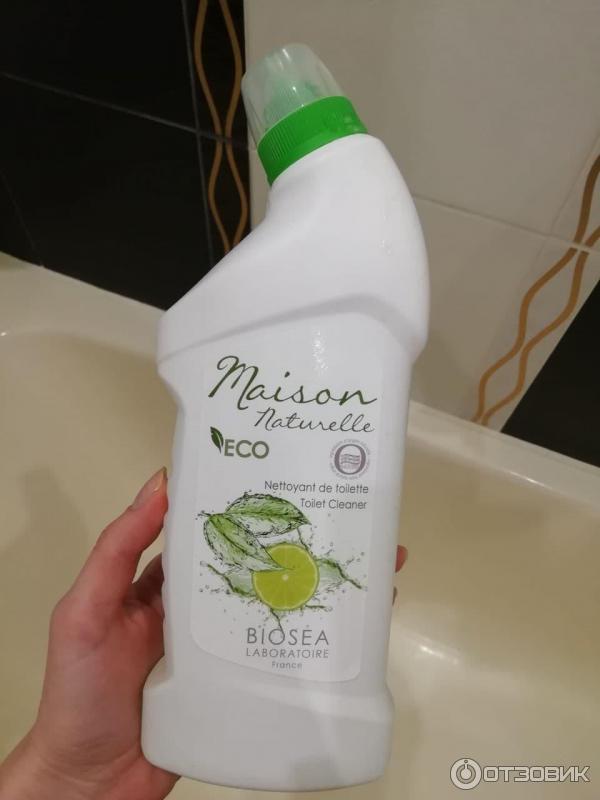 Maison
Naturelle
ECO
Nettoyant de toilette
Toilet Cleaner
BIOSEA
LABORATOIRE
France
ОТЗОВИК